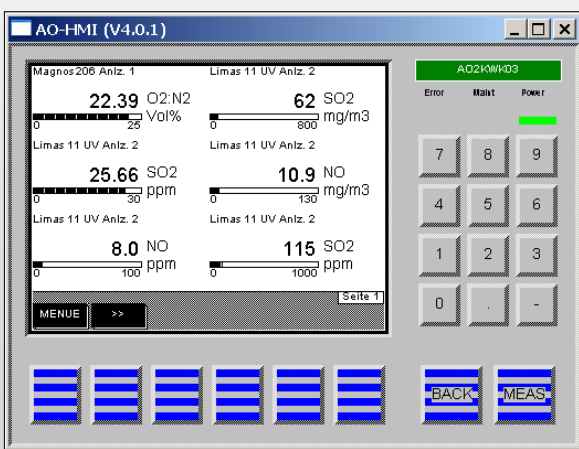 AO-HMI (V4.0.1)
Magnos206 Anlz. 1
22.39 O2:N2
Vol%
0 25
Limas 11 UV Anlz. 2
62 SO2
mg/m3
0 800
Limas 11 UV Anlz. 2
25.66 SO2
ppm
0 30
Limas 11 UV Anlz. 2
10.9 NO
mg/m3
0 130
Limas 11 UV Anlz. 2
8.0 NO
ppm
0 100
Limas 11 UV Anlz. 2
115 SO2
ppm
0 1000
Seite 1
MENUE >>
AO2KWK03
Error Maint Power
7 8 9
4 5 6
1 2 3
0 . -
BACK MEAS